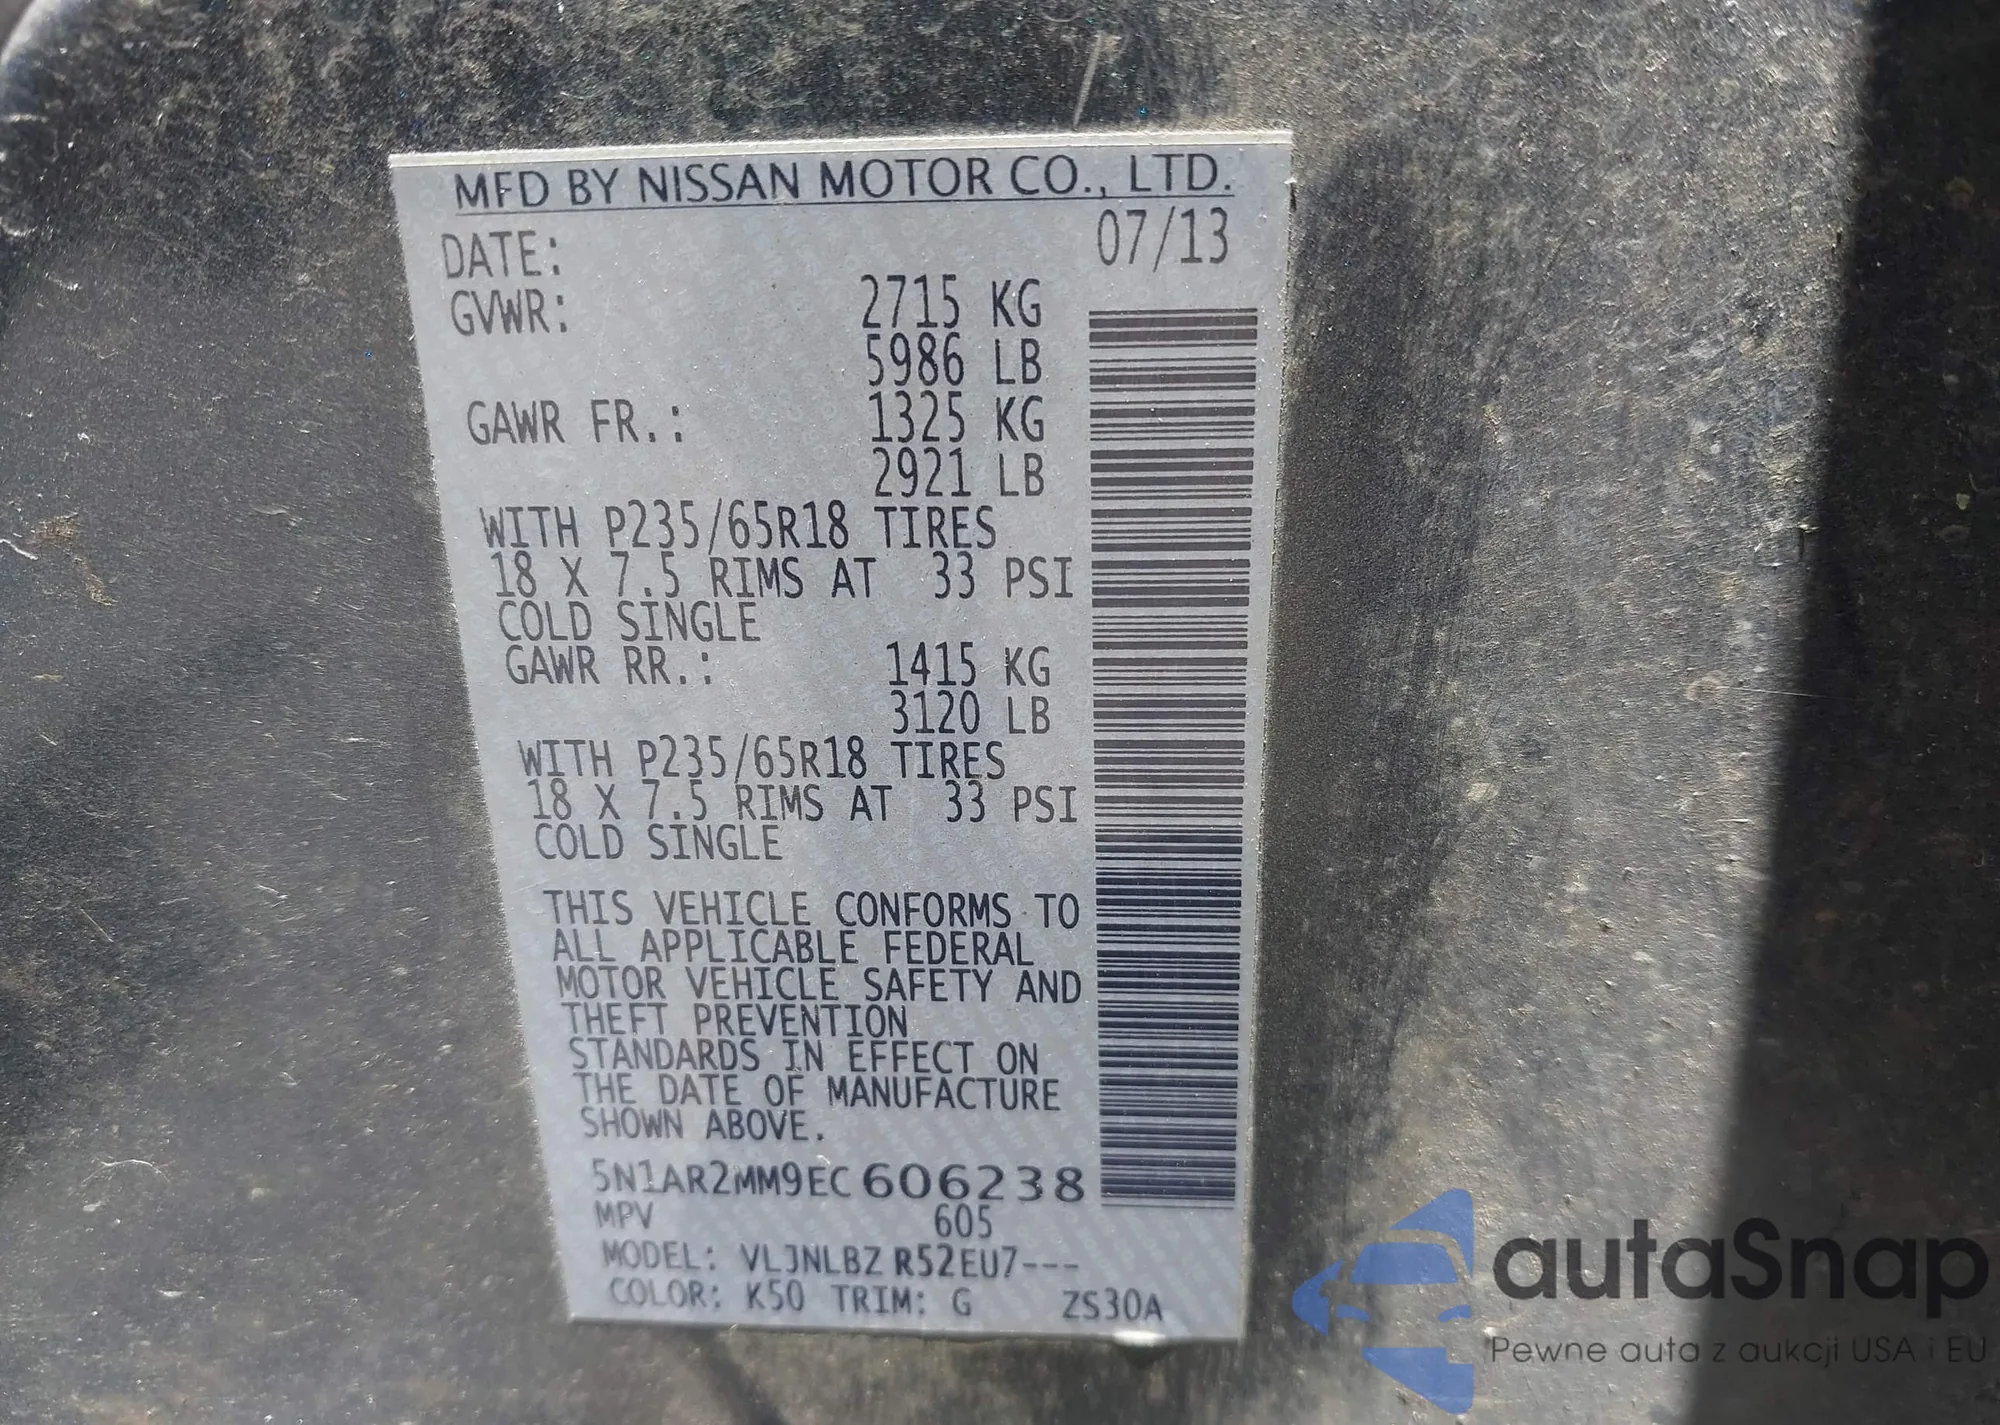 MFD BY NISSAN MOTOR CO., LTD.
DATE: 07/13
GVWR: 2715 KG
5986 LB
GAWR FR.: 1325 KG
2921 LB
WITH P235/65R18 TIRES
18 X 7.5 RIMS AT 33 PSI
COLD SINGLE
GAWR RR.: 1415 KG
3120 LB
WITH P235/65R18 TIRES
18 X 7.5 RIMS AT 33 PSI
COLD SINGLE
THIS VEHICLE CONFORMS TO
ALL APPLICABLE FEDERAL
MOTOR VEHICLE SAFETY AND
THEFT PREVENTION
STANDARDS IN EFFECT ON
THE DATE OF MANUFACTURE
SHOWN ABOVE.
5N1AR2MM9EC606238
MPV 605
MODEL: VLJNLBZ R52EU7---
COLOR: K50 TRIM: G ZS30A
autaSnap
Pewne auta z aukcji USA i EU